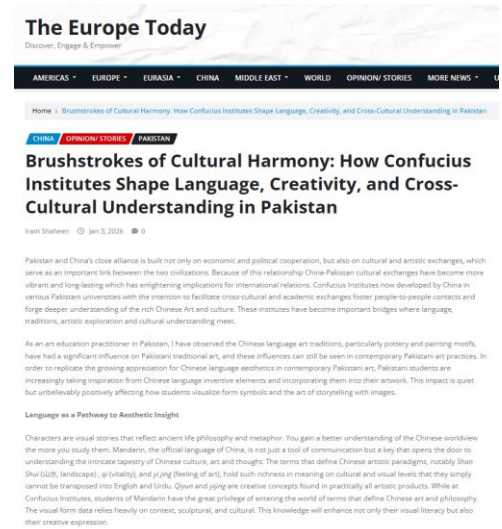 The Europe Today
Discover, Engage & Empower
AMERICAS EUROPE EURASIA CHINA MIDDLE EAST WORLD OPINION/ STORIES MORE NEWS
Home Brushstrokes of Cultural Harmony: How Confucius Institutes Shape Language, Creativity, and Cross-Cultural Understanding in Pakistan
CHINA OPINION/ STORIES PAKISTAN
Brushstrokes of Cultural Harmony: How Confucius
Institutes Shape Language, Creativity, and Cross-
Cultural Understanding in Pakistan
Iram Shaheen Jan 3, 2026 0
Pakistan and China's close alliance is built not only on economic and political cooperation, but also on cultural and artistic exchanges, which
serve as an important link between the two civilizations. Because of this relationship China-Pakistan cultural exchanges have become more
vibrant and long-lasting which has enlightening implications for international relations. Confucius Institutes now developed by China in
various Pakistani universities with the intention to facilitate cross-cultural and academic exchanges foster people-to-people contacts and
forge deeper understanding of the rich Chinese Art and culture. These institutes have become important bridges where language,
traditions, artistic exploration and cultural understanding meet.
As an art education practitioner in Pakistan, I have observed the Chinese language art traditions, particularly pottery and painting motifs,
have had a significant influence on Pakistani traditional art, and these influences can still be seen in contemporary Pakistani art practices. In
order to replicate the growing appreciation for Chinese language aesthetics in contemporary Pakistani art, Pakistani students are
increasingly taking inspiration from Chinese language inventive elements and incorporating them into their artwork. This impact is quiet
but unbelievably positively affecting how students visualize form symbols and the art of storytelling with images.
Language as a Pathway to Aesthetic Insight
Characters are visual stories that reflect ancient life philosophy and metaphor. You gain a better understanding of the Chinese worldview
the more you study them. Mandarin, the official language of China, is not just a tool of communication but a key that opens the door to
understanding the intricate tapestry of Chinese culture, art and thought. The terms that define Chinese artistic paradigms, notably Shan
Shui (山水, landscape) , qi (vitality), and yi jing (feeling of art), hold such richness in meaning on cultural and visual levels that they simply
cannot be transposed into English and Urdu. Qiyun and yijing are creative concepts found in practically all artistic products. While at
Confucius Institutes, students of Mandarin have the great privilege of entering the world of terms that define Chinese art and philosophy.
The visual form data relies heavily on context, sculptural, and cultural. This knowledge will enhance not only their visual literacy but also
their creative expression.